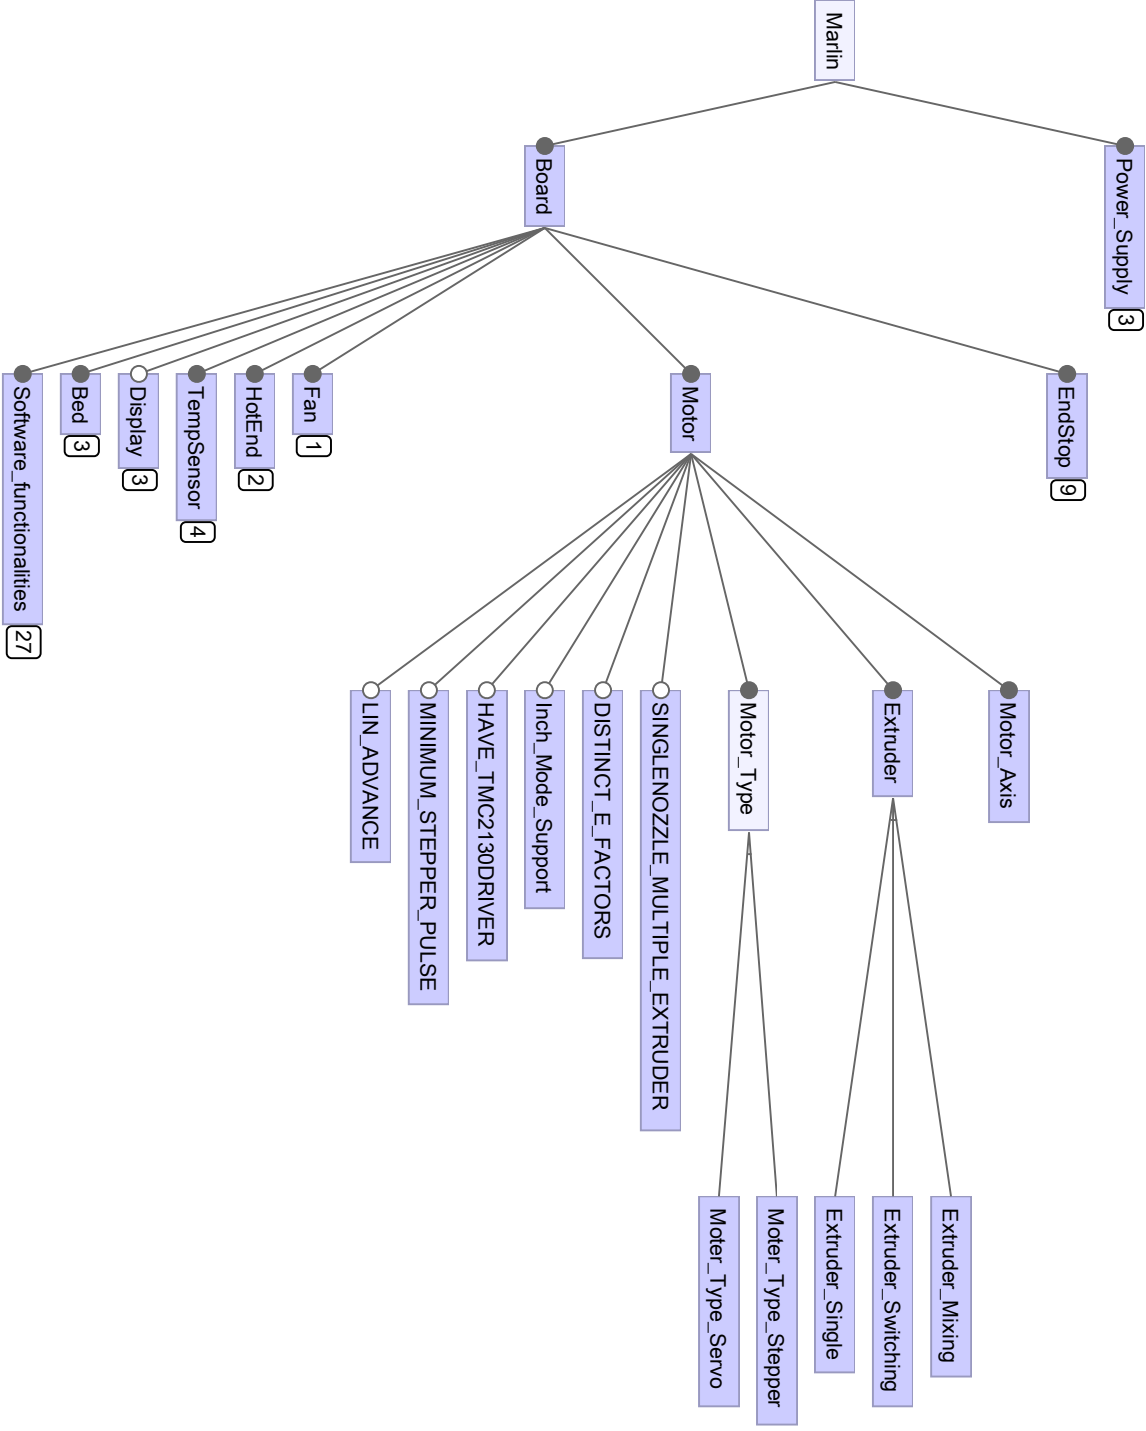 Marlin
Power_Supply
3
Board
EndStop
9
Motor
Fan
1
HotEnd
2
TempSensor
4
Display
3
Bed
3
Software_functionalities
27
Motor_Axis
Extruder
Motor_Type
SINGLENOZZLE_MULTIPLE_EXTRUDER
DISTINCT_E_FACTORS
Inch_Mode_Support
HAVE_TMC2130DRIVER
MINIMUM_STEPPER_PULSE
LIN_ADVANCE
Extruder_Mixing
Extruder_Switching
Extruder_Single
Moter_Type_Stepper
Moter_Type_Servo